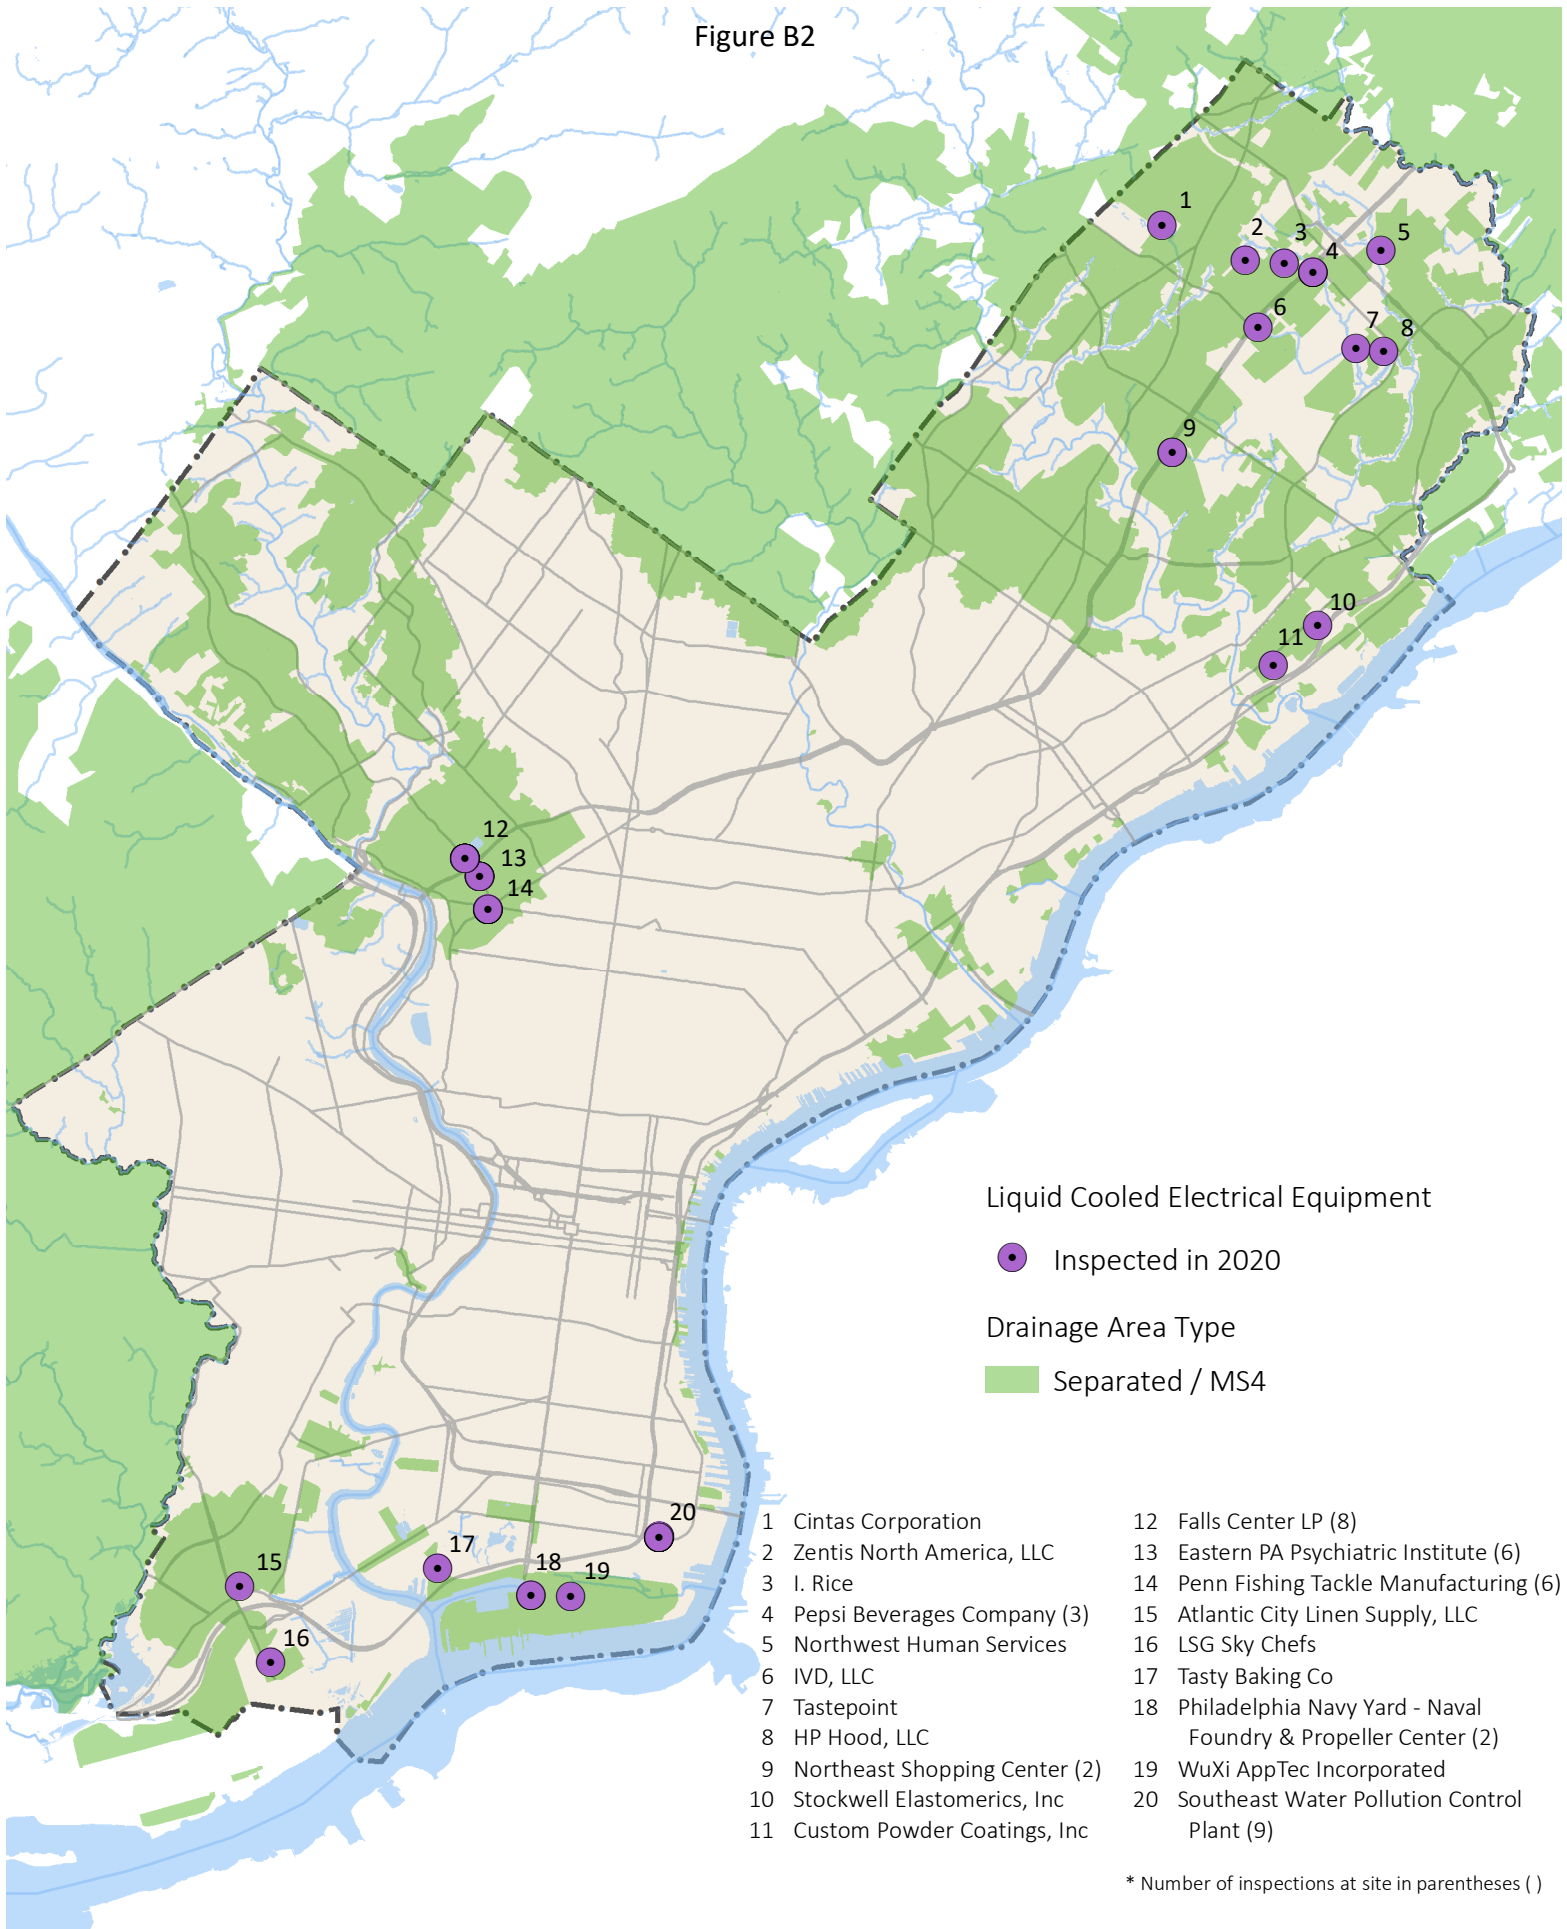 Figure B2
1
2
3
4
5
6
7
8
9
10
11
12
13
14
15
16
17
18
19
20
Liquid Cooled Electrical Equipment
Inspected in 2020
Drainage Area Type
Separated / MS4
1 Cintas Corporation
2 Zentis North America, LLC
3 I. Rice
4 Pepsi Beverages Company (3)
5 Northwest Human Services
6 IVD, LLC
7 Tastepoint
8 HP Hood, LLC
9 Northeast Shopping Center (2)
10 Stockwell Elastomerics, Inc
11 Custom Powder Coatings, Inc
12 Falls Center LP (8)
13 Eastern PA Psychiatric Institute (6)
14 Penn Fishing Tackle Manufacturing (6)
15 Atlantic City Linen Supply, LLC
16 LSG Sky Chefs
17 Tasty Baking Co
18 Philadelphia Navy Yard - Naval
Foundry & Propeller Center (2)
19 WuXi AppTec Incorporated
20 Southeast Water Pollution Control
Plant (9)
* Number of inspections at site in parentheses ( )